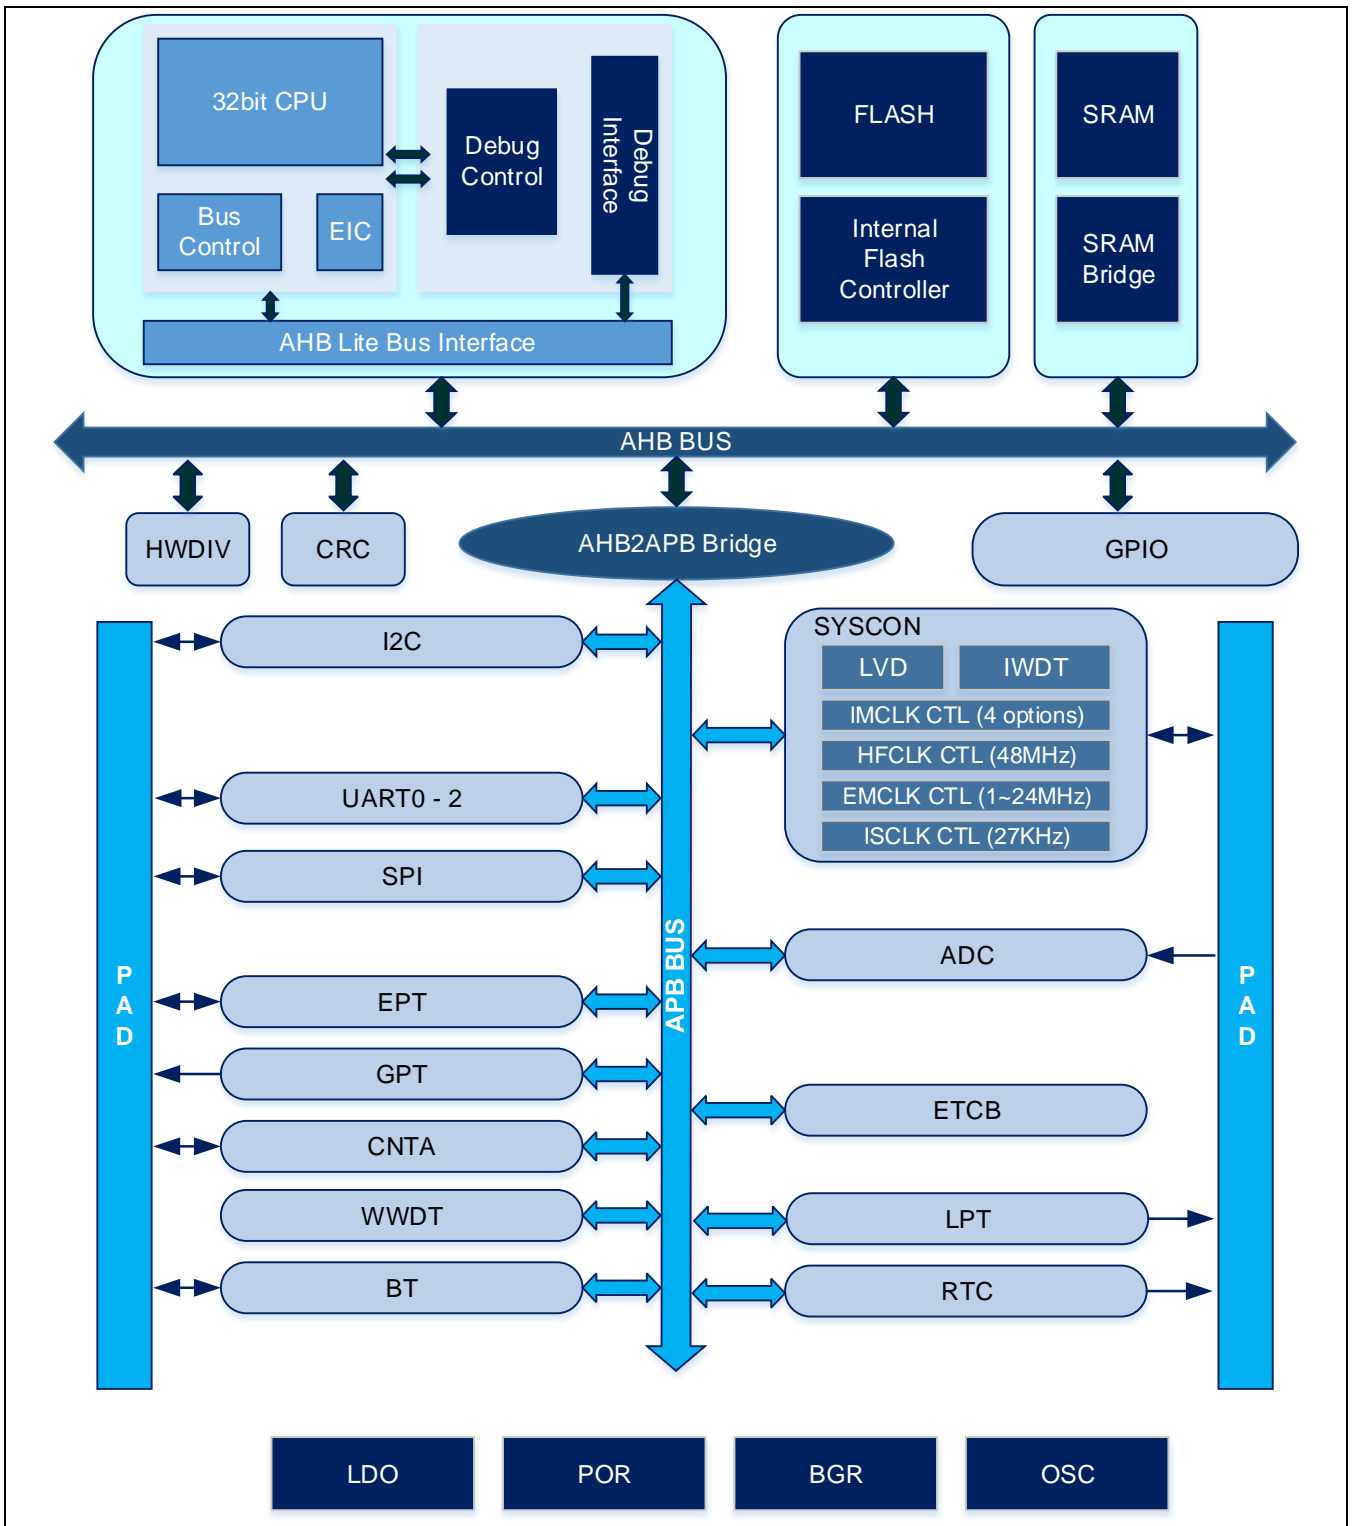 32bit CPU
Bus
Control
EIC
Debug
Control
Debug
Interface
AHB Lite Bus Interface
FLASH
Internal
Flash
Controller
SRAM
SRAM
Bridge
AHB BUS
HWDIV
CRC
AHB2APB Bridge
GPIO
PAD
I2C
UART0 - 2
SPI
EPT
GPT
CNTA
WWDT
BT
APB BUS
SYSCON
LVD
IWDT
IMCLK CTL (4 options)
HFCLK CTL (48MHz)
EMCLK CTL (1~24MHz)
ISCLK CTL (27KHz)
ADC
ETCB
LPT
RTC
PAD
LDO
POR
BGR
OSC